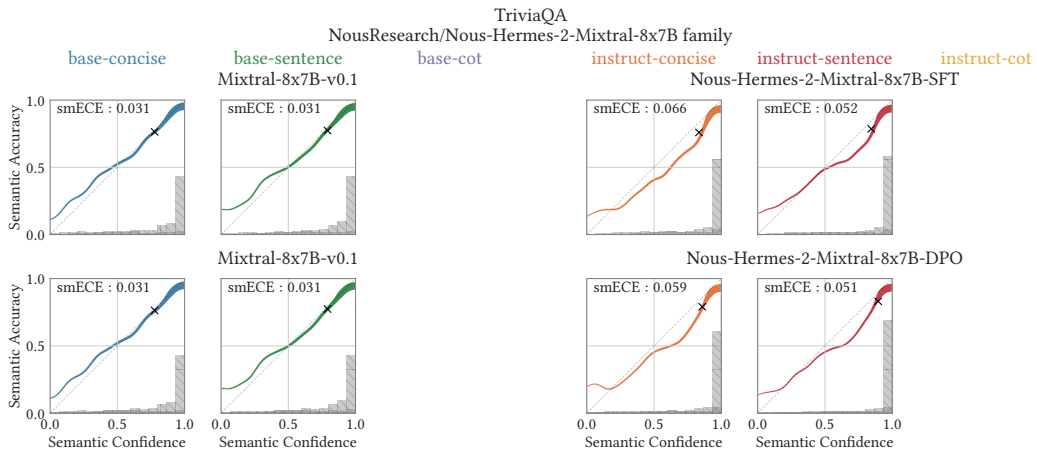 TriviaQA
NousResearch/Nous-Hermes-2-Mixtral-8x7B family
base-concise base-sentence base-cot instruct-concise instruct-sentence instruct-cot
Mixtral-8x7B-v0.1 Nous-Hermes-2-Mixtral-8x7B-SFT
1.0 smECE : 0.031 smECE : 0.031 smECE : 0.066 smECE : 0.052
Semantic Accuracy
0.5
0.0
Mixtral-8x7B-v0.1 Nous-Hermes-2-Mixtral-8x7B-DPO
1.0 smECE : 0.031 smECE : 0.031 smECE : 0.059 smECE : 0.051
Semantic Accuracy
0.5
0.0
0.0 0.5 1.0 0.0 0.5 1.0 0.0 0.5 1.0 0.0 0.5 1.0
Semantic Confidence Semantic Confidence Semantic Confidence Semantic Confidence